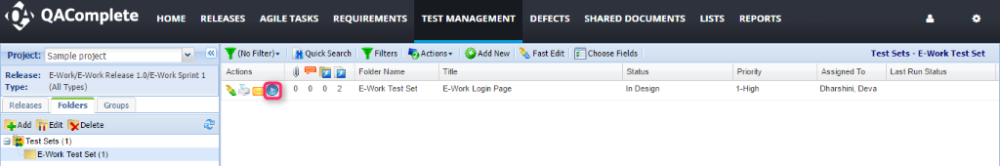 QAComplete HOME RELEASES AGILE TASKS REQUIREMENTS TEST MANAGEMENT DEFECTS SHARED DOCUMENTS LISTS REPORTS
Project: Sample project
(No Filter) Quick Search Filters Actions Add New Fast Edit Choose Fields Test Sets - E-Work Test Set
Release: E-Work/E-Work Release 1.0/E-Work Sprint 1
Type: (All Types)
Actions Folder Name Title Status Priority Assigned To Last Run Status
0 0 0 2 E-Work Test Set E-Work Login Page In Design 1-High Dharshini, Deva
Releases Folders Groups
Add Edit Delete
Test Sets (1)
E-Work Test Set (1)